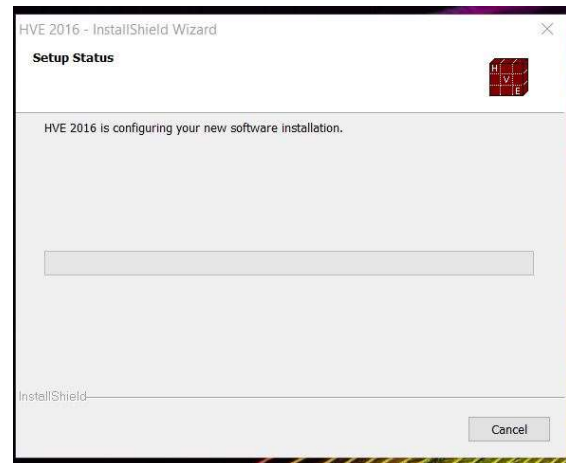 HVE 2016 - InstallShield Wizard
Setup Status
H
V
E
HVE 2016 is configuring your new software installation.
InstallShield
Cancel